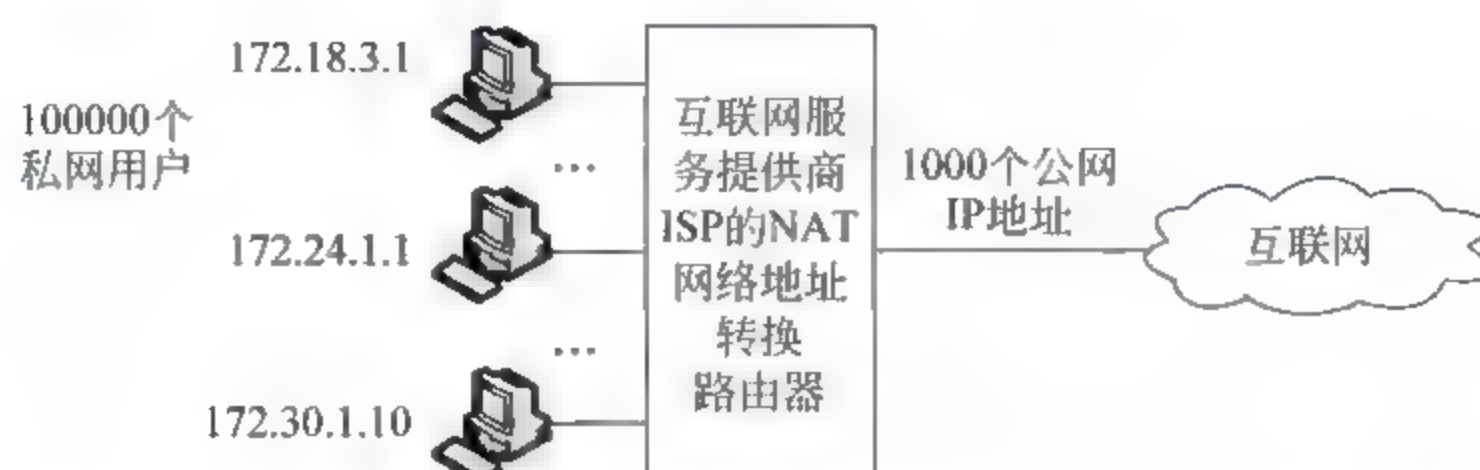 172.18.3.1
100000个
私网用户
…
172.24.1.1
…
172.30.1.10
互联网服
务提供商
ISP的NAT
网络地址
转换
路由器
1000个公网
IP地址
互联网